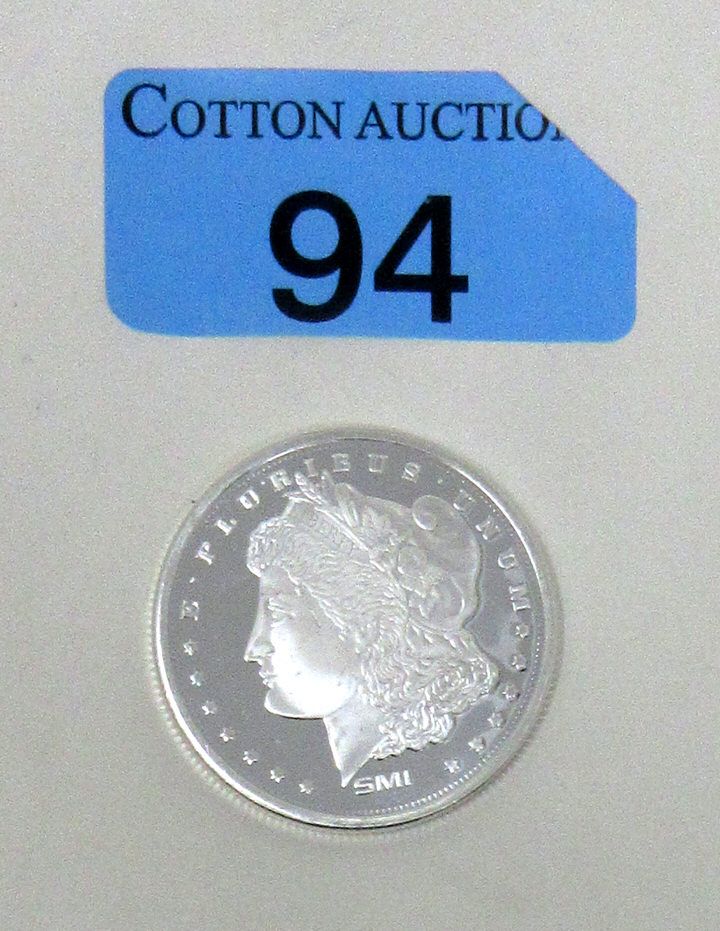 COTTON AUCTIO
94
E · PLURIBUS · UNUM
SMI